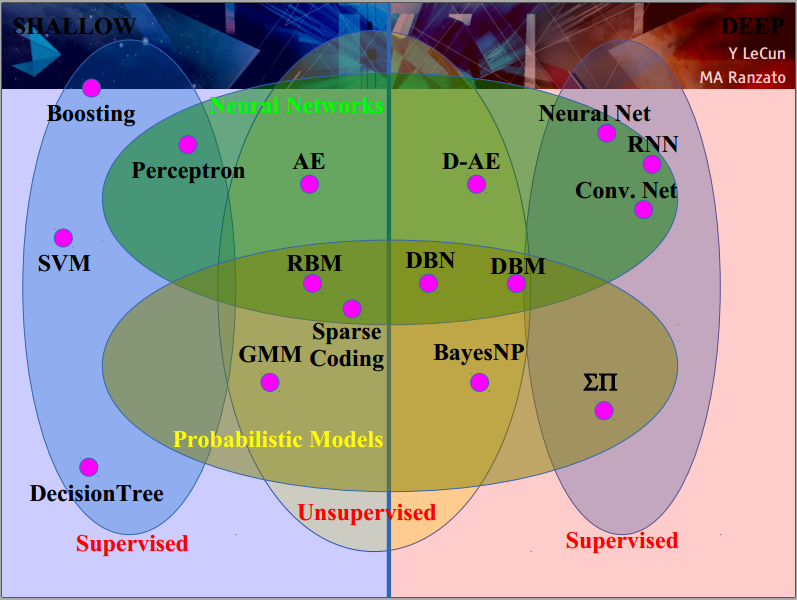 SHALLOW
DEEP
Y LeCun
MA Ranzato
Boosting
Neural Networks
Neural Net
Perceptron
AE
D-AE
RNN
Conv. Net
SVM
RBM
DBN
DBM
Sparse
Coding
GMM
BayesNP
ΣΠ
Probabilistic Models
DecisionTree
Unsupervised
Supervised
Supervised